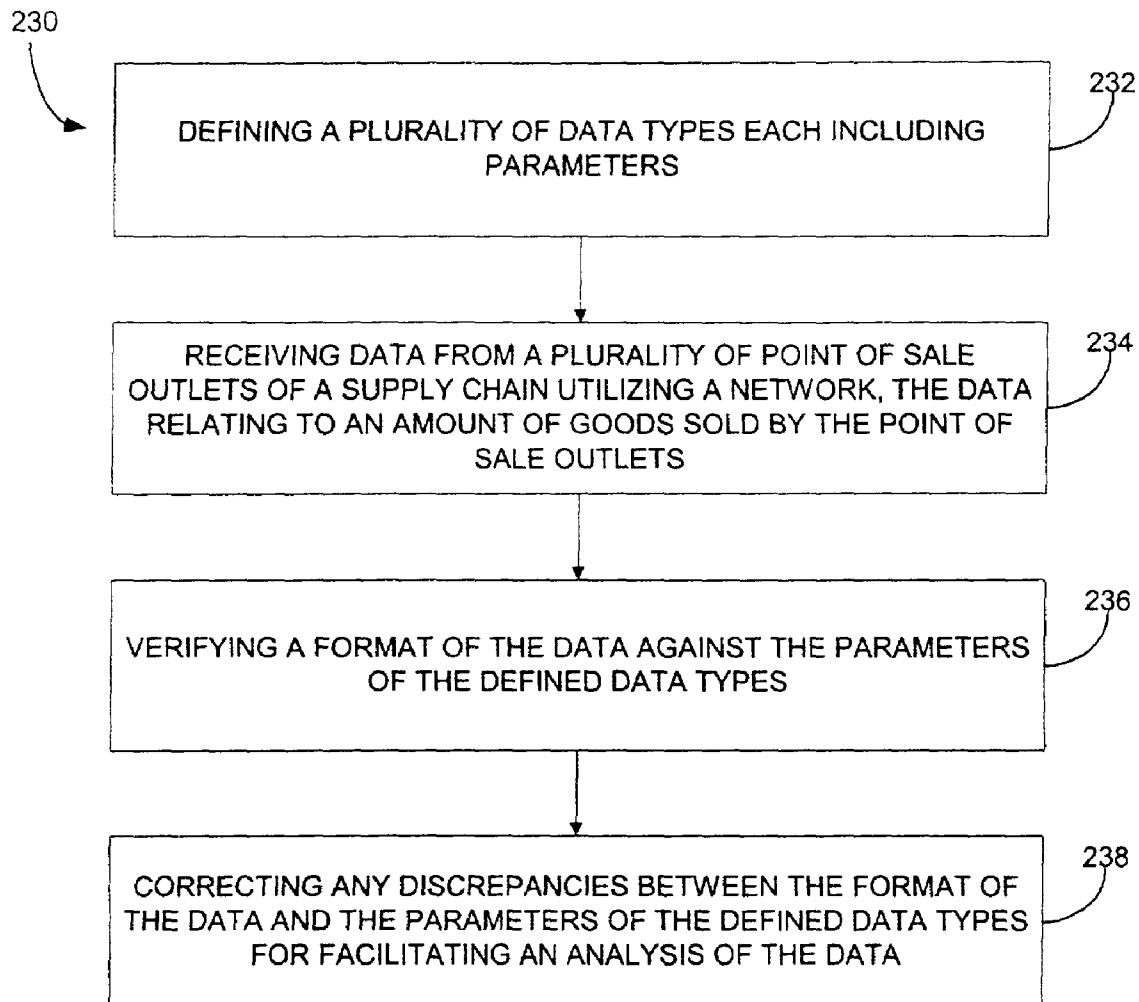 230
232
DEFINING A PLURALITY OF DATA TYPES EACH INCLUDING
PARAMETERS
234
RECEIVING DATA FROM A PLURALITY OF POINT OF SALE
OUTLETS OF A SUPPLY CHAIN UTILIZING A NETWORK, THE DATA
RELATING TO AN AMOUNT OF GOODS SOLD BY THE POINT OF
SALE OUTLETS
236
VERIFYING A FORMAT OF THE DATA AGAINST THE PARAMETERS
OF THE DEFINED DATA TYPES
238
CORRECTING ANY DISCREPANCIES BETWEEN THE FORMAT OF
THE DATA AND THE PARAMETERS OF THE DEFINED DATA TYPES
FOR FACILITATING AN ANALYSIS OF THE DATA